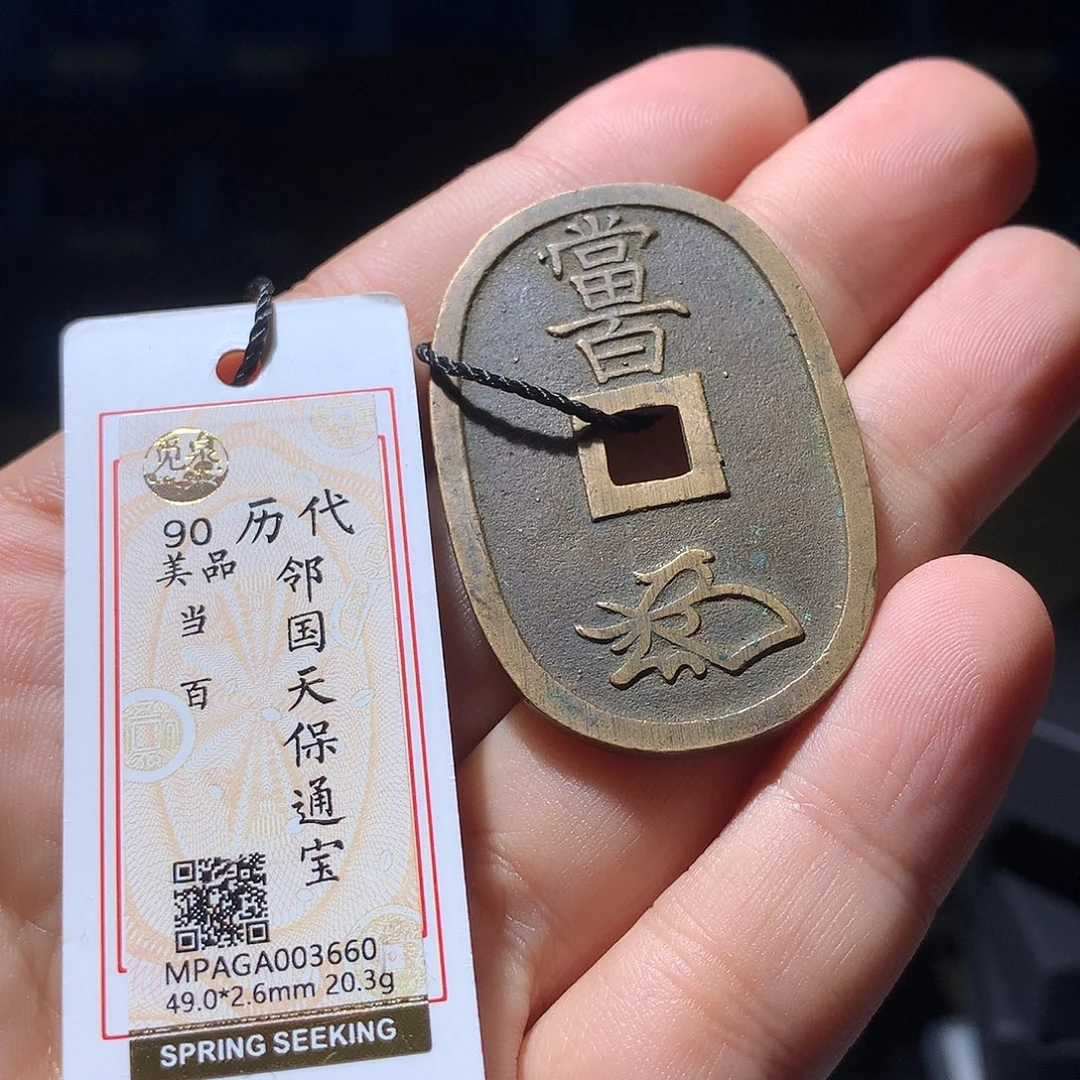 當百
觅泉
90
美品
当百
历代
邻国天保通宝
MPAGA003660
49.0*2.6mm 20.3g
SPRING SEEKING